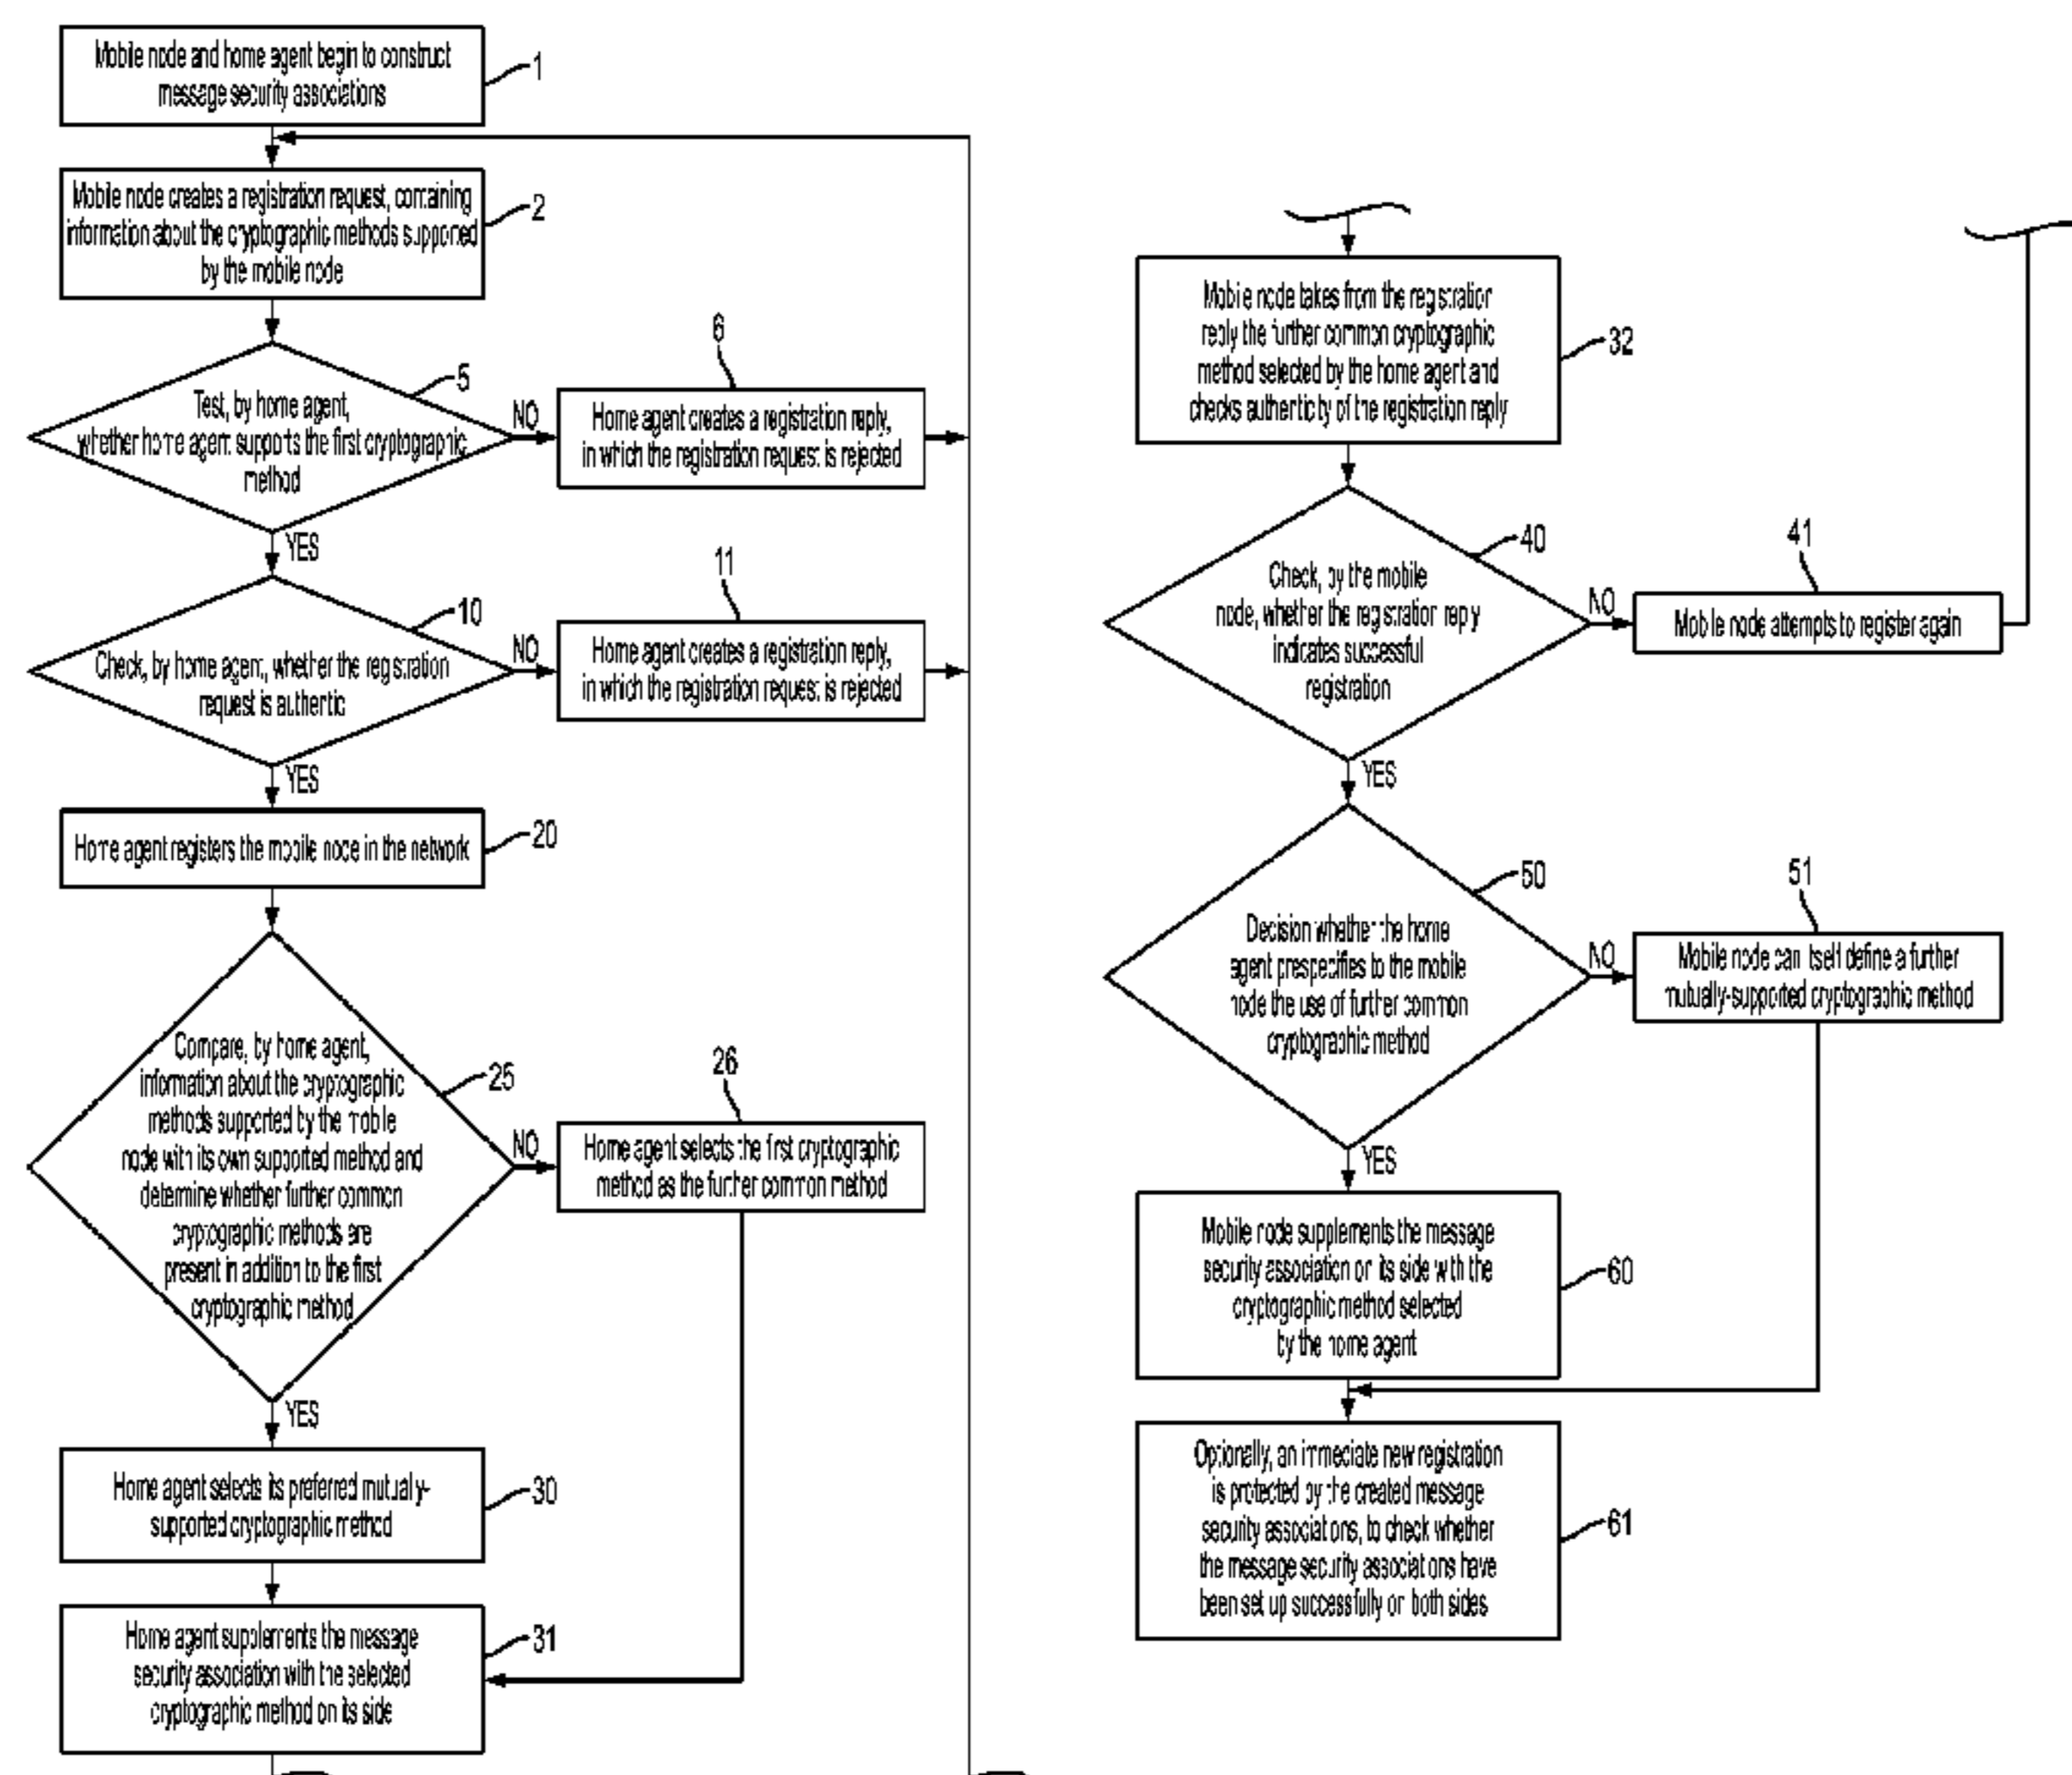 Mobile node and home agent begin to construct
message security associations
1
Mobile node creates a registration request, containing
information about the cryptographic methods supported
by the mobile node
2
Test, by home agent,
whether home agent supports the first cryptographic
method
5
NO
6
Home agent creates a registration reply,
in which the registration request is rejected
YES
Check, by home agent, whether the registration
request is authentic
10
NO
11
Home agent creates a registration reply,
in which the registration request is rejected
YES
Home agent registers the mobile node in the network
20
Compare, by home agent,
information about the cryptographic
methods supported by the mobile
node with its own supported method and
determine whether further common
cryptographic methods are
present in addition to the first
cryptographic method
25
NO
26
Home agent selects the first cryptographic
method as the further common method
YES
Home agent selects its preferred mutually-
supported cryptographic method
30
Home agent supplements the message
security association with the selected
cryptographic method on its side
31
Mobile node takes from the registration
reply the further common cryptographic
method selected by the home agent and
checks authenticity of the registration reply
32
Check, by the mobile
node, whether the registration reply
indicates successful
registration
40
NO
41
Mobile node attempts to register again
YES
Decision whether the home
agent prespecifies to the mobile
node the use of further common
cryptographic method
50
NO
51
Mobile node can itself define a further
mutually-supported cryptographic method
YES
Mobile node supplements the message
security association on its side with the
cryptographic method selected
by the home agent
60
Optionally, an immediate new registration
is protected by the created message
security associations, to check whether
the message security associations have
been set up successfully on both sides
61